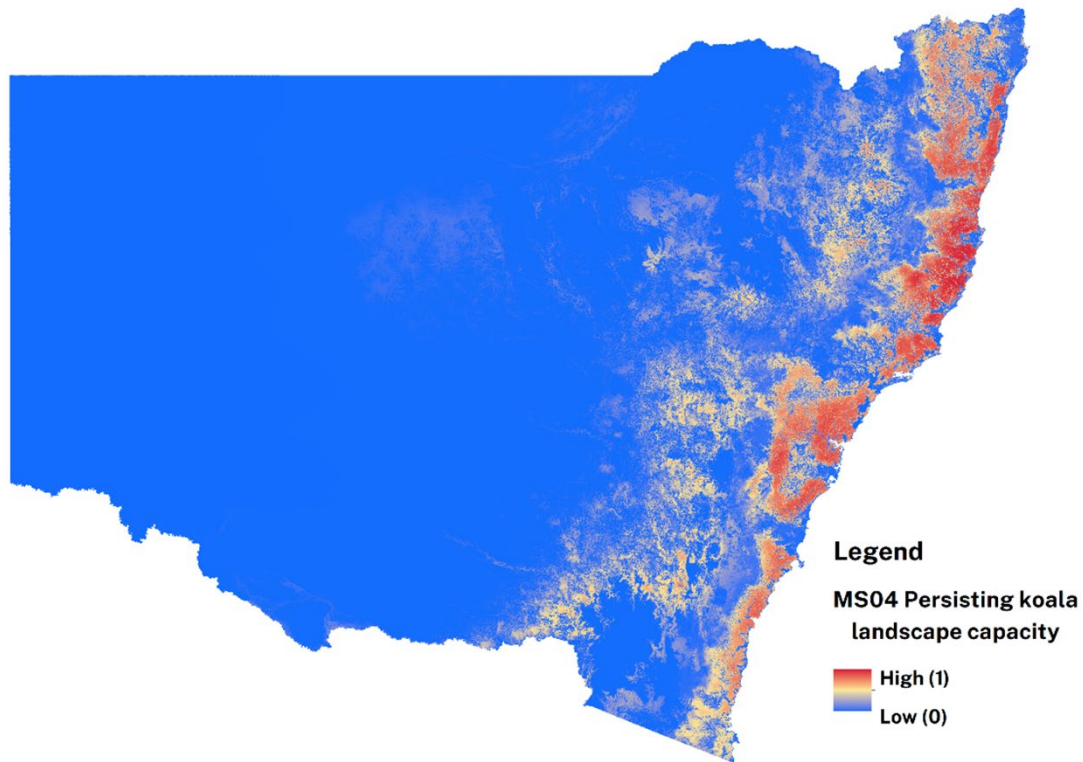 Legend
MS04 Persisting koala
landscape capacity
High (1)
Low (0)